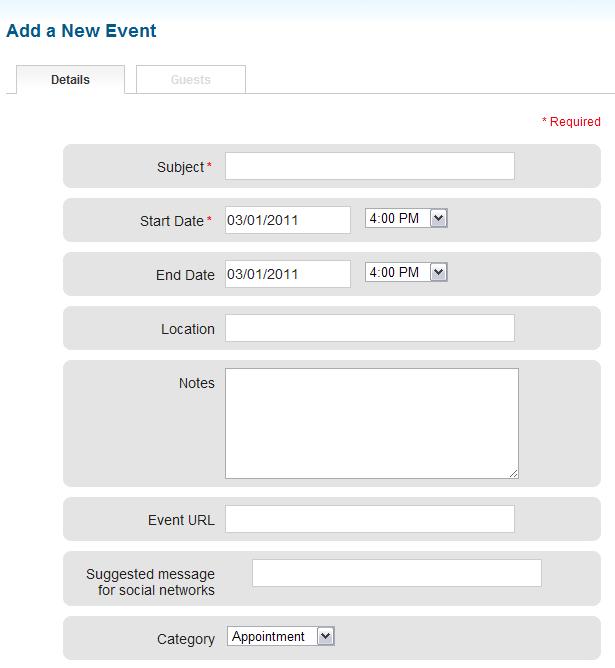 Add a New Event
Details
Guests
* Required
Subject *
Start Date * 03/01/2011 4:00 PM
End Date 03/01/2011 4:00 PM
Location
Notes
Event URL
Suggested message
for social networks
Category Appointment